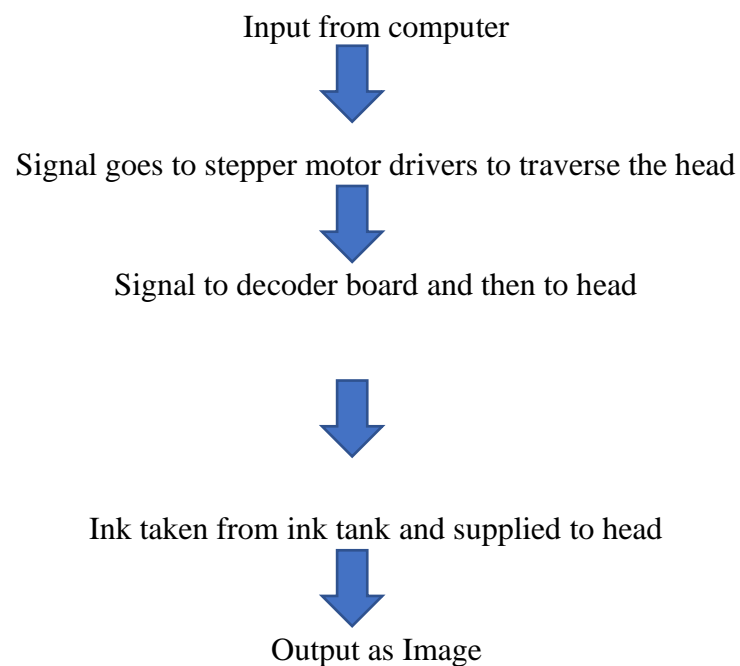 Input from computer
Signal goes to stepper motor drivers to traverse the head
Signal to decoder board and then to head
Ink taken from ink tank and supplied to head
Output as Image